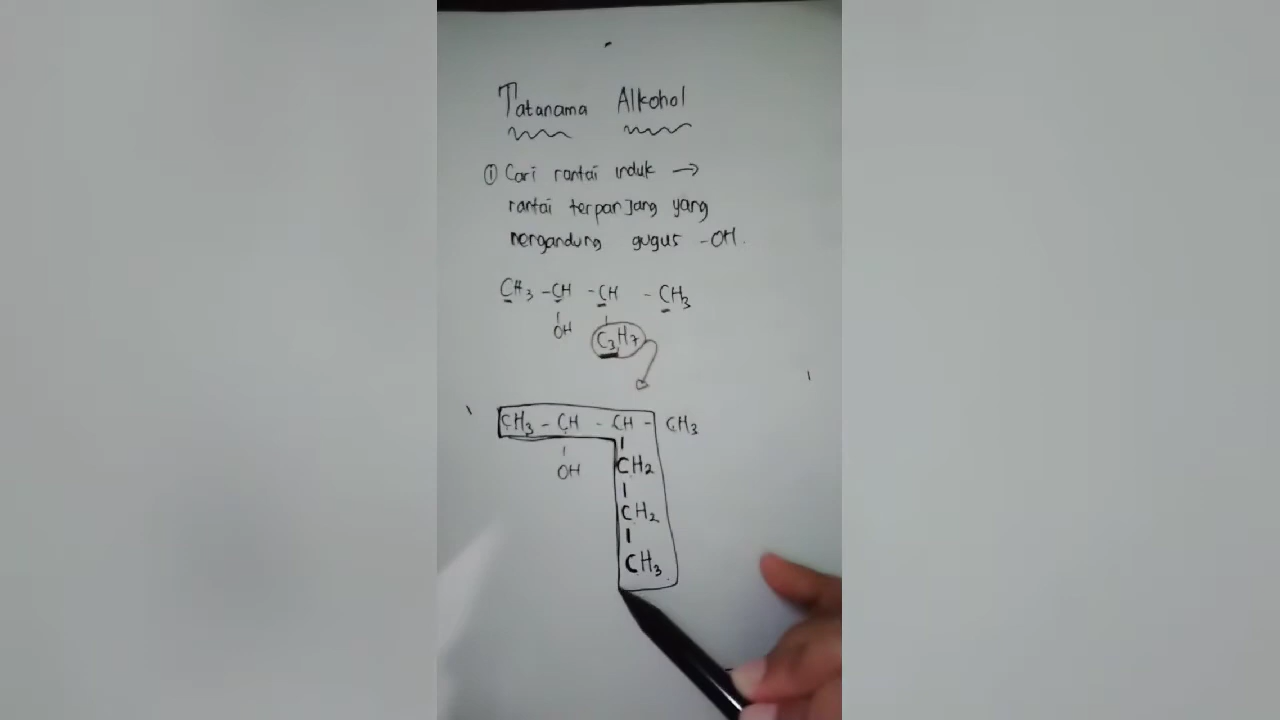 Tatanama Alkohol
① Cari rantai induk →
rantai terpanjang yang
mengandung gugus -OH.
CH3 - CH - CH - CH3
OH C3H7
CH3 - CH - CH - CH3
OH CH2
CH2
CH3